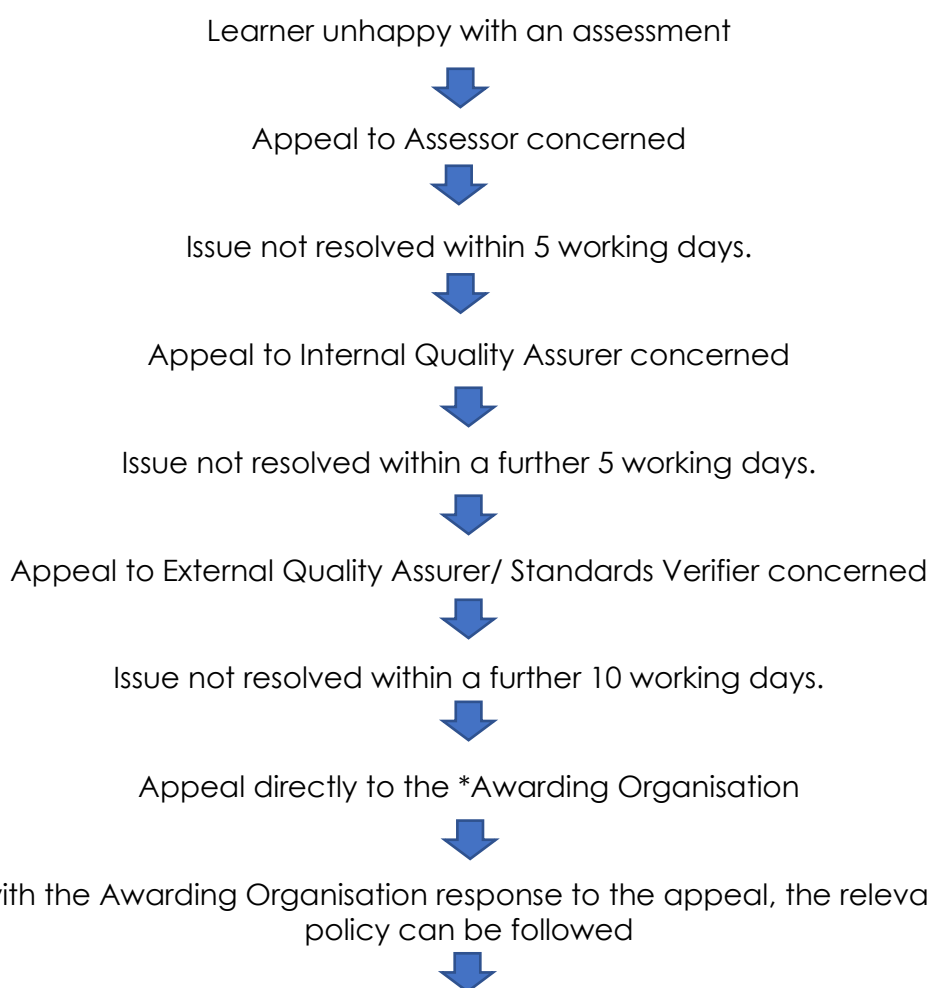 Learner unhappy with an assessment
Appeal to Assessor concerned
Issue not resolved within 5 working days.
Appeal to Internal Quality Assurer concerned
Issue not resolved within a further 5 working days.
Appeal to External Quality Assurer/ Standards Verifier concerned
Issue not resolved within a further 10 working days.
Appeal directly to the *Awarding Organisation
with the Awarding Organisation response to the appeal, the
policy can be followed